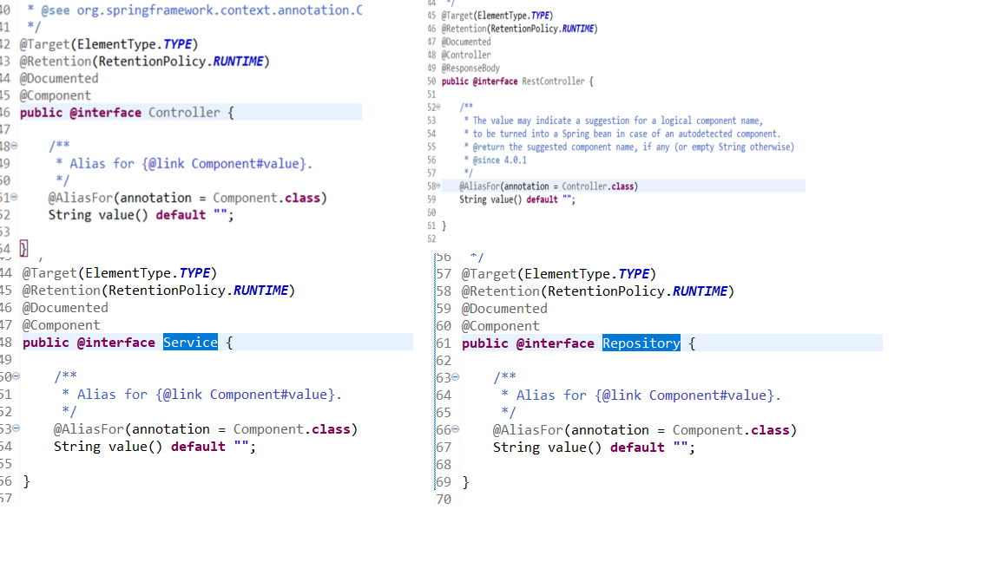 40 * @see org.springframework.context.annotation.C
41 */
42 @Target(ElementType.TYPE)
43 @Retention(RetentionPolicy.RUNTIME)
44 @Documented
45 @Component
46 public @interface Controller {
47
48 /**
49 * Alias for {@link Component#value}.
50 */
51 @AliasFor(annotation = Component.class)
52 String value() default "";
53
54 }
44 */
45 @Target(ElementType.TYPE)
46 @Retention(RetentionPolicy.RUNTIME)
47 @Documented
48 @Controller
49 @ResponseBody
50 public @interface RestController {
51
52 /**
53 * The value may indicate a suggestion for a logical component name,
54 * to be turned into a Spring bean in case of an autodetected component.
55 * @return the suggested component name, if any (or empty String otherwise)
56 * @since 4.0.1
57 */
58 @AliasFor(annotation = Controller.class)
59 String value() default "";
60
61 }
62
43 */
44 @Target(ElementType.TYPE)
45 @Retention(RetentionPolicy.RUNTIME)
46 @Documented
47 @Component
48 public @interface Service {
49
50 /**
51 * Alias for {@link Component#value}.
52 */
53 @AliasFor(annotation = Component.class)
54 String value() default "";
55
56 }
57
56 */
57 @Target(ElementType.TYPE)
58 @Retention(RetentionPolicy.RUNTIME)
59 @Documented
60 @Component
61 public @interface Repository {
62
63 /**
64 * Alias for {@link Component#value}.
65 */
66 @AliasFor(annotation = Component.class)
67 String value() default "";
68
69 }
70